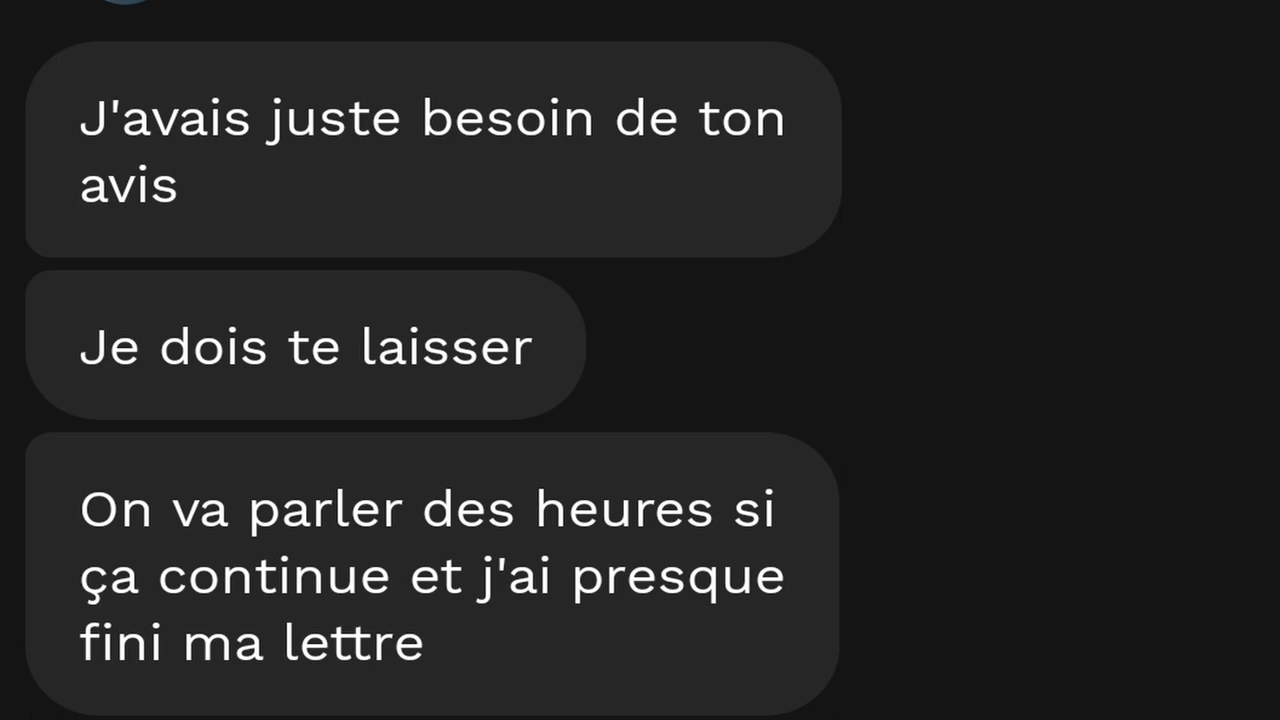 J'avais juste besoin de ton
avis
Je dois te laisser
On va parler des heures si
ça continue et j'ai presque
fini ma lettre